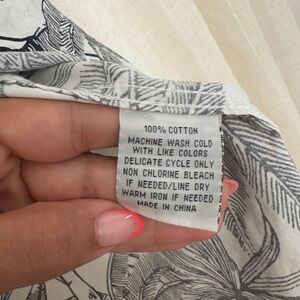 100% COTTON
MACHINE WASH COLD
WITH LIKE COLORS
DELICATE CYCLE ONLY
NON CHLORINE BLEACH
IF NEEDED/LINE DRY
WARM IRON IF NEEDED
MADE IN CHINA